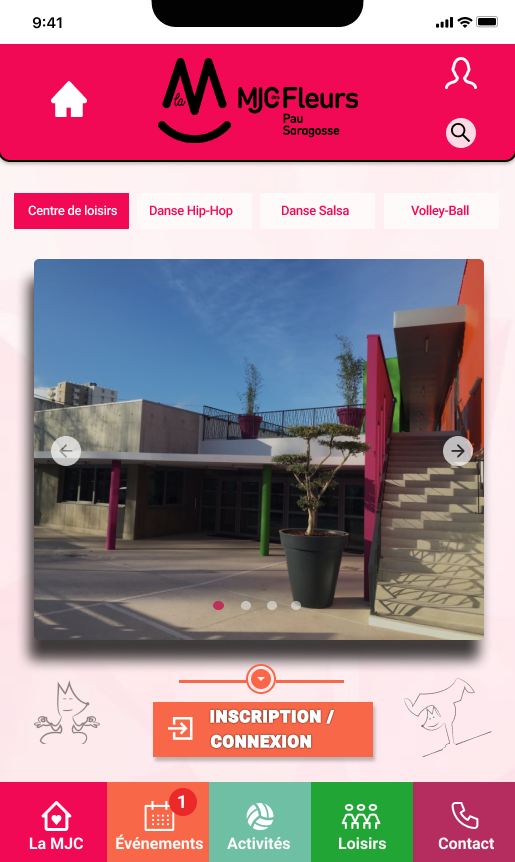 9:41
la
MJC des Fleurs
Pau
Saragosse
Centre de loisirs
Danse Hip-Hop
Danse Salsa
Volley-Ball
INSCRIPTION /
CONNEXION
1
La MJC
Événements
Activités
Loisirs
Contact